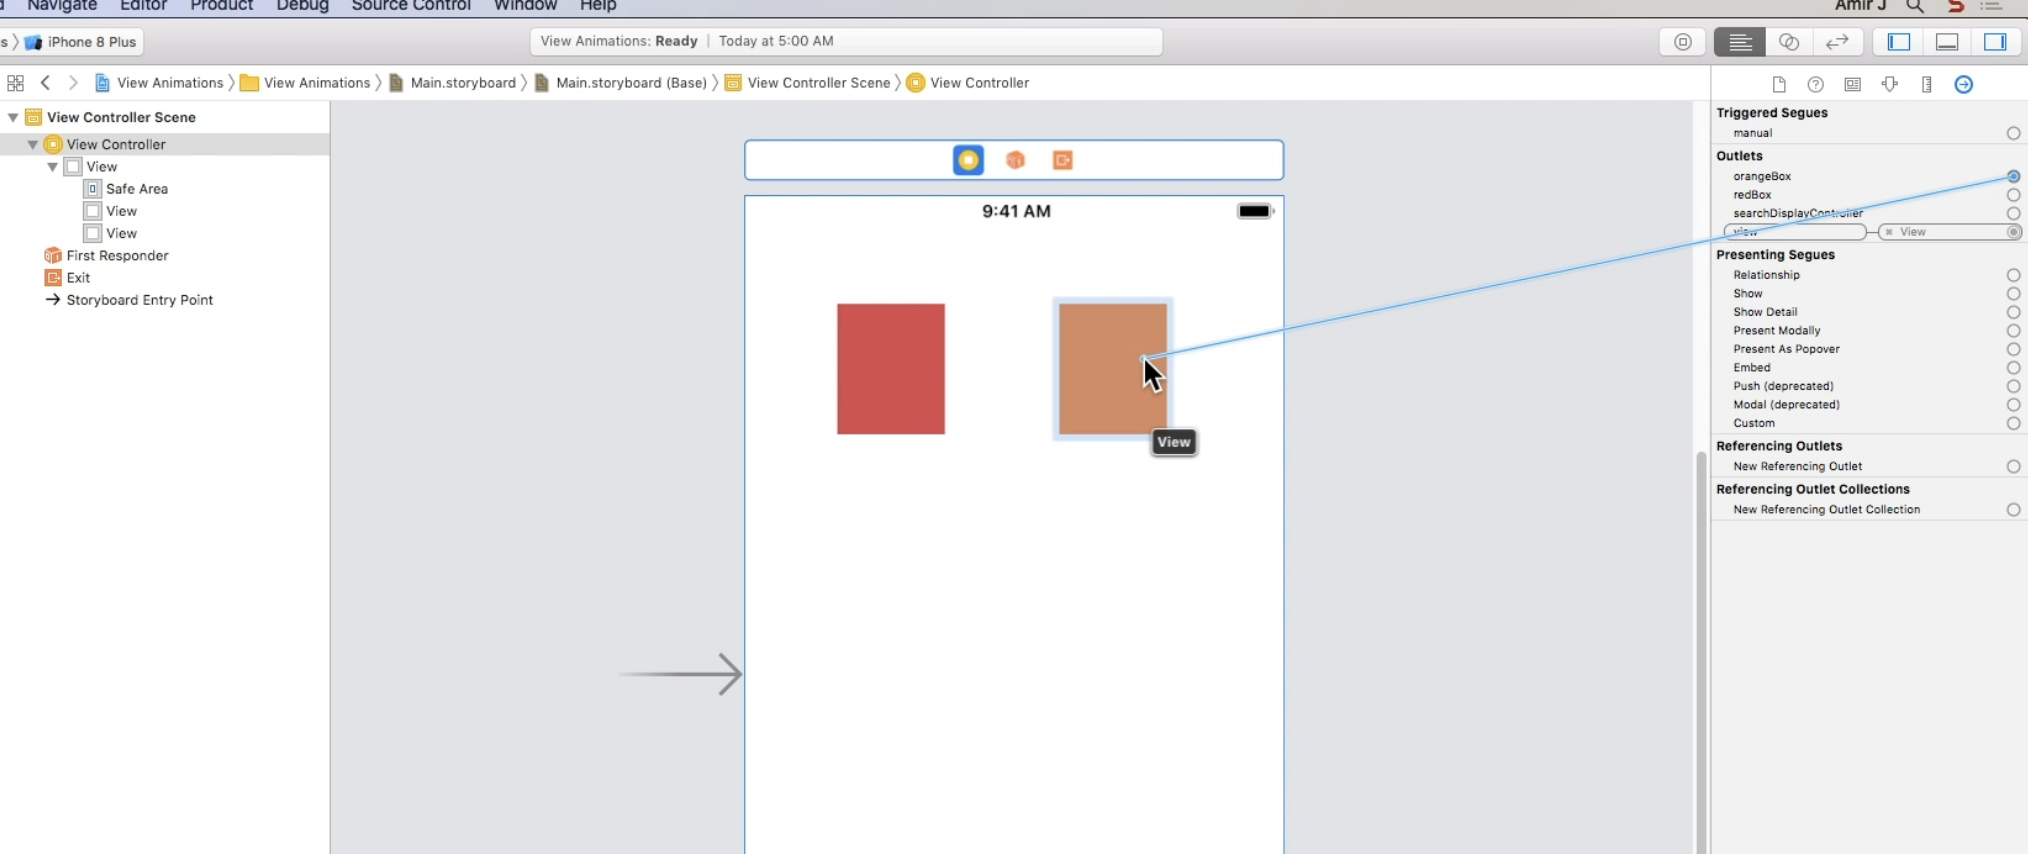 Navigate Editor Product Debug Source Control Window Help Amir J
s iPhone 8 Plus View Animations: Ready | Today at 5:00 AM
View Animations View Animations Main.storyboard Main.storyboard (Base) View Controller Scene View Controller
View Controller Scene
View Controller
View
Safe Area
View
View
First Responder
Exit
Storyboard Entry Point
9:41 AM
View
Triggered Segues
manual
Outlets
orangeBox
redBox
searchDisplayController
view View
Presenting Segues
Relationship
Show
Show Detail
Present Modally
Present As Popover
Embed
Push (deprecated)
Modal (deprecated)
Custom
Referencing Outlets
New Referencing Outlet
Referencing Outlet Collections
New Referencing Outlet Collection